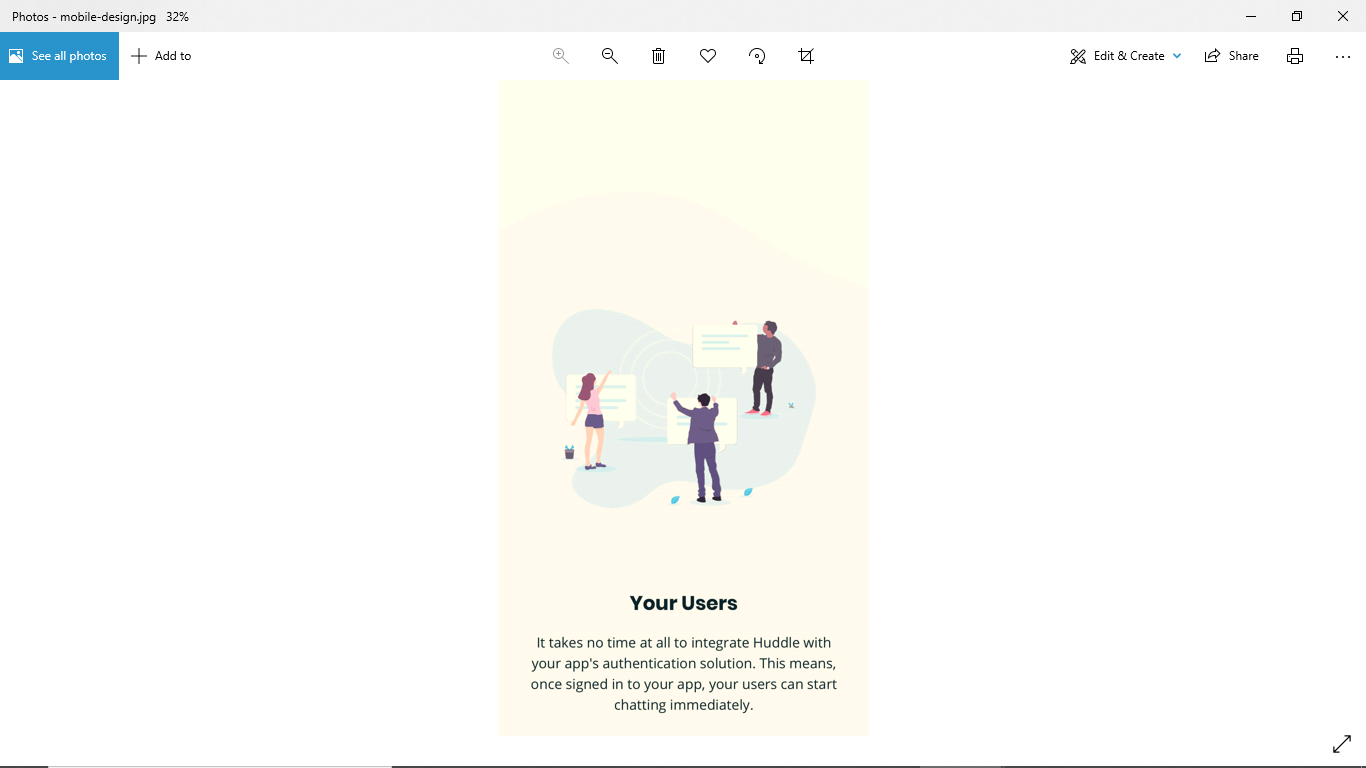 Photos - mobile-design.jpg 32%
See all photos
Add to
Edit & Create
Share
Your Users
It takes no time at all to integrate Huddle with
your app's authentication solution. This means,
once signed in to your app, your users can start
chatting immediately.